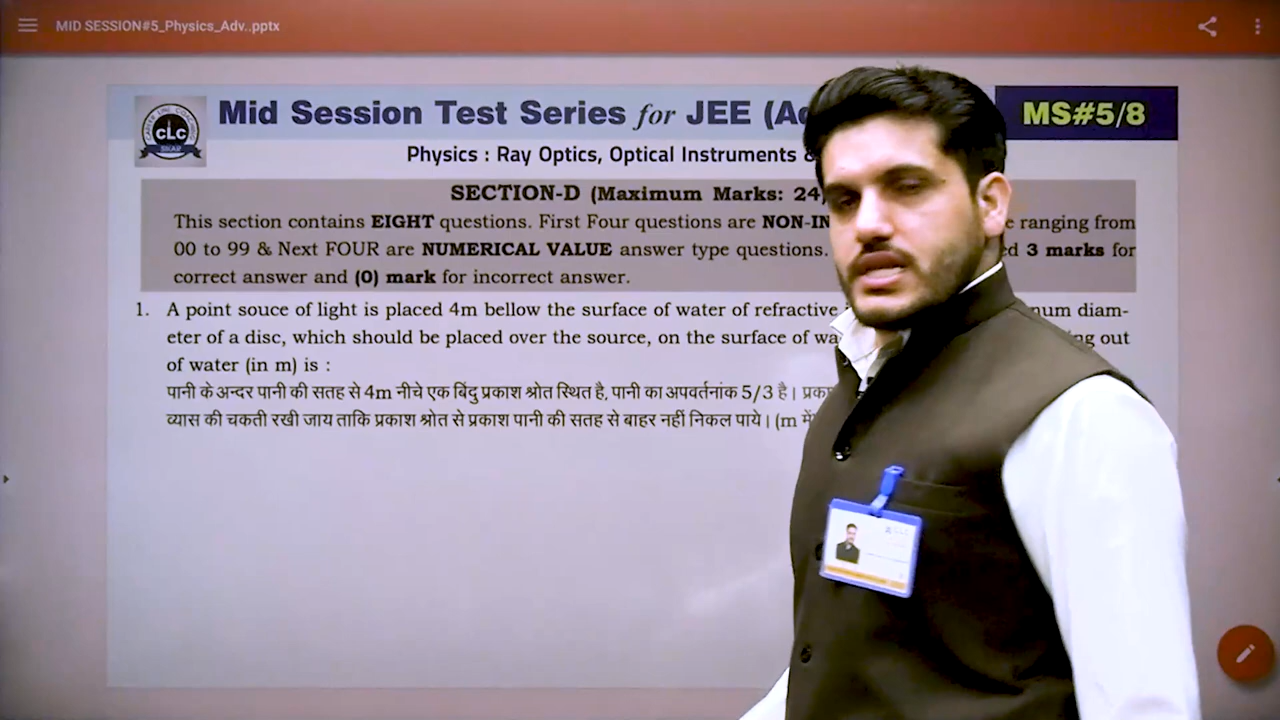 MID SESSION#5_Physics_Adv..pptx
Mid Session Test Series for JEE (A
MS#5/8
CLC
SIKAR
Physics : Ray Optics, Optical Instruments &
SECTION-D (Maximum Marks: 24)
This section contains EIGHT questions. First Four questions are NON-IN ranging from
00 to 99 & Next FOUR are NUMERICAL VALUE answer type questions. 3 marks for
correct answer and (0) mark for incorrect answer.
1. A point souce of light is placed 4m bellow the surface of water of refractive diam-
eter of a disc, which should be placed over the source, on the surface of out
of water (in m) is :
पानी के अन्दर पानी की सतह से 4m नीचे एक बिंदु प्रकाश श्रोत स्थित है, पानी का अपवर्तनांक 5/3 है।
व्यास की चकती रखी जाय ताकि प्रकाश श्रोत से प्रकाश पानी की सतह से बाहर नहीं निकल पाये। (m में